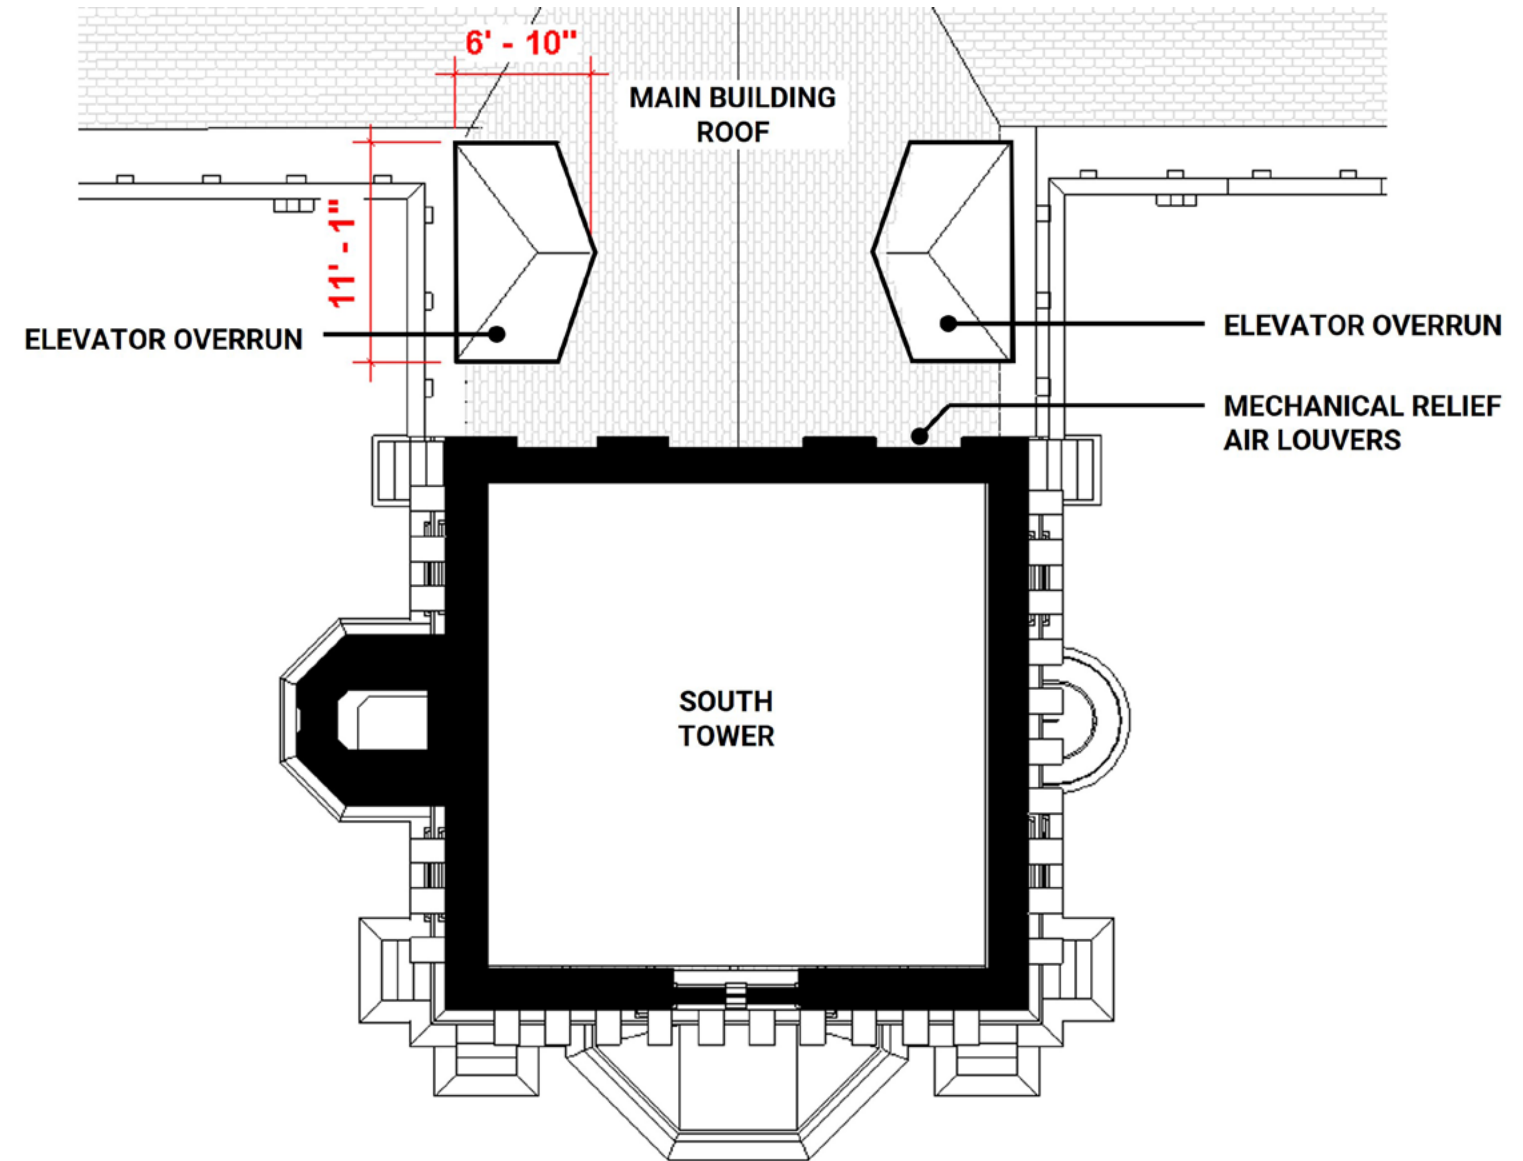 6' - 10"
MAIN BUILDING
ROOF
11' - 1"
ELEVATOR OVERRUN
ELEVATOR OVERRUN
MECHANICAL RELIEF
AIR LOUVERS
SOUTH
TOWER